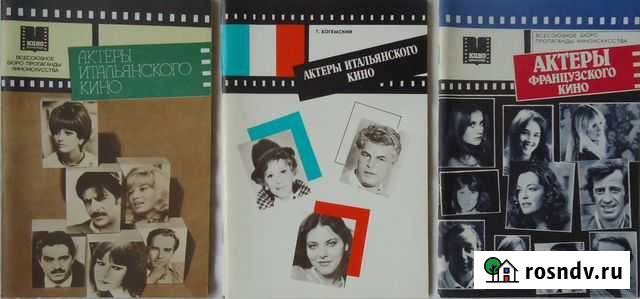 ВСЕСОЮЗНОЕ
БЮРО ПРОПАГАНДЫ
КИНОИСКУССТВА
АКТЕРЫ
ИТАЛЬЯНСКОГО
КИНО
Г. БОГЕМСКИЙ
АКТЕРЫ ИТАЛЬЯНСКОГО
КИНО
ВСЕСОЮЗНОЕ БЮРО
ПРОПАГАНДЫ КИНОИСКУССТВА
АКТЕРЫ
ФРАНЦУЗСКОГО
КИНО
rosndv.ru